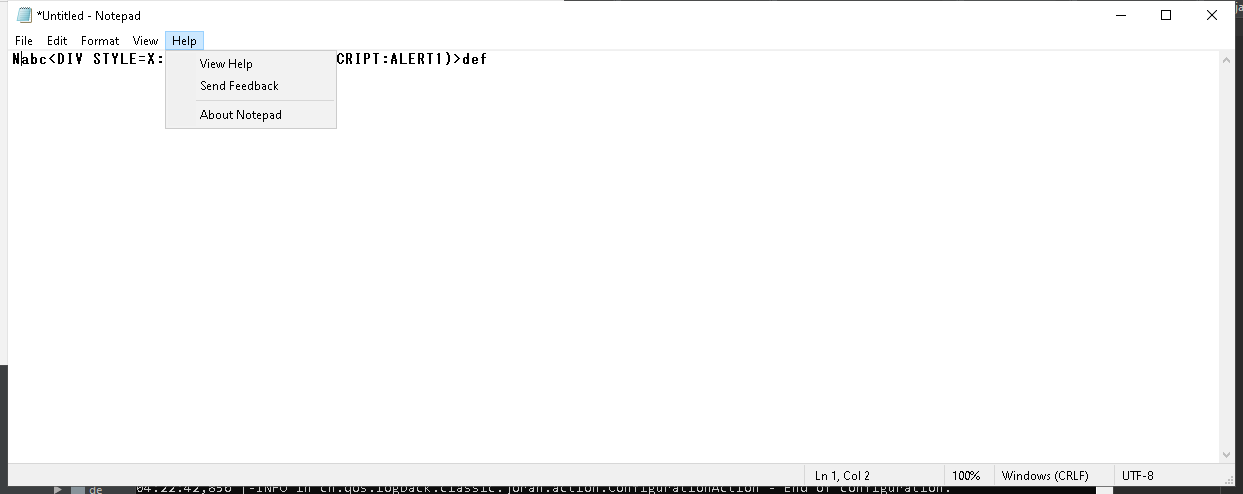 *Untitled - Notepad
File Edit Format View Help
Nabc<DIV STYLE=X: CRIPT:ALERT1)>def
View Help
Send Feedback
About Notepad
Ln 1, Col 2 100% Windows (CRLF) UTF-8
de 04:22:42,856 |-INFO in ch.qos.logback.classic.joran.action.ConfigurationAction - End of configuration.